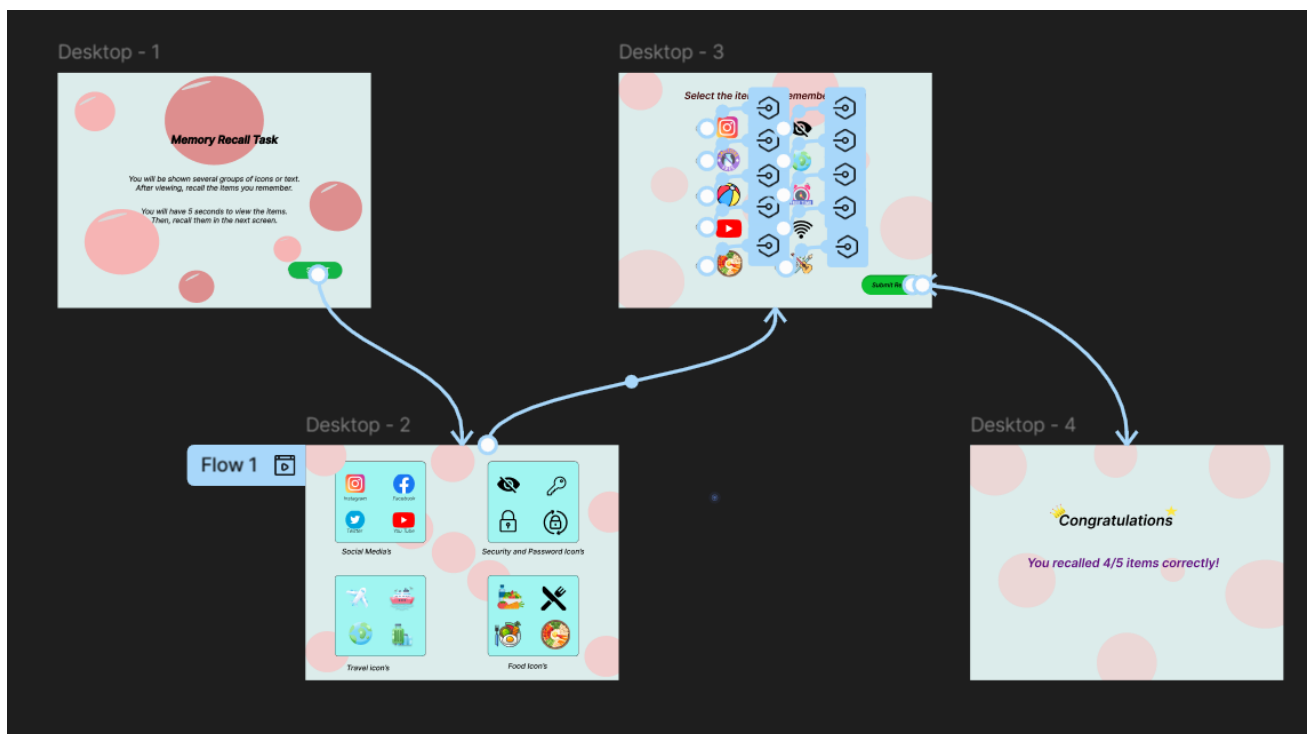 Desktop - 1
Memory Recall Task
You will be shown several groups of icons or text.
After viewing, recall the items you remember.
You will have 5 seconds to view the items.
Then, recall them in the next screen.
Desktop - 3
Select the ite
ememb
Submit Re
Flow 1
Desktop - 2
Instagram
Facebook
Twitter
You Tube
Social Media's
Security and Password Icon's
Travel icon's
Food Icon's
Desktop - 4
Congratulations
You recalled 4/5 items correctly!